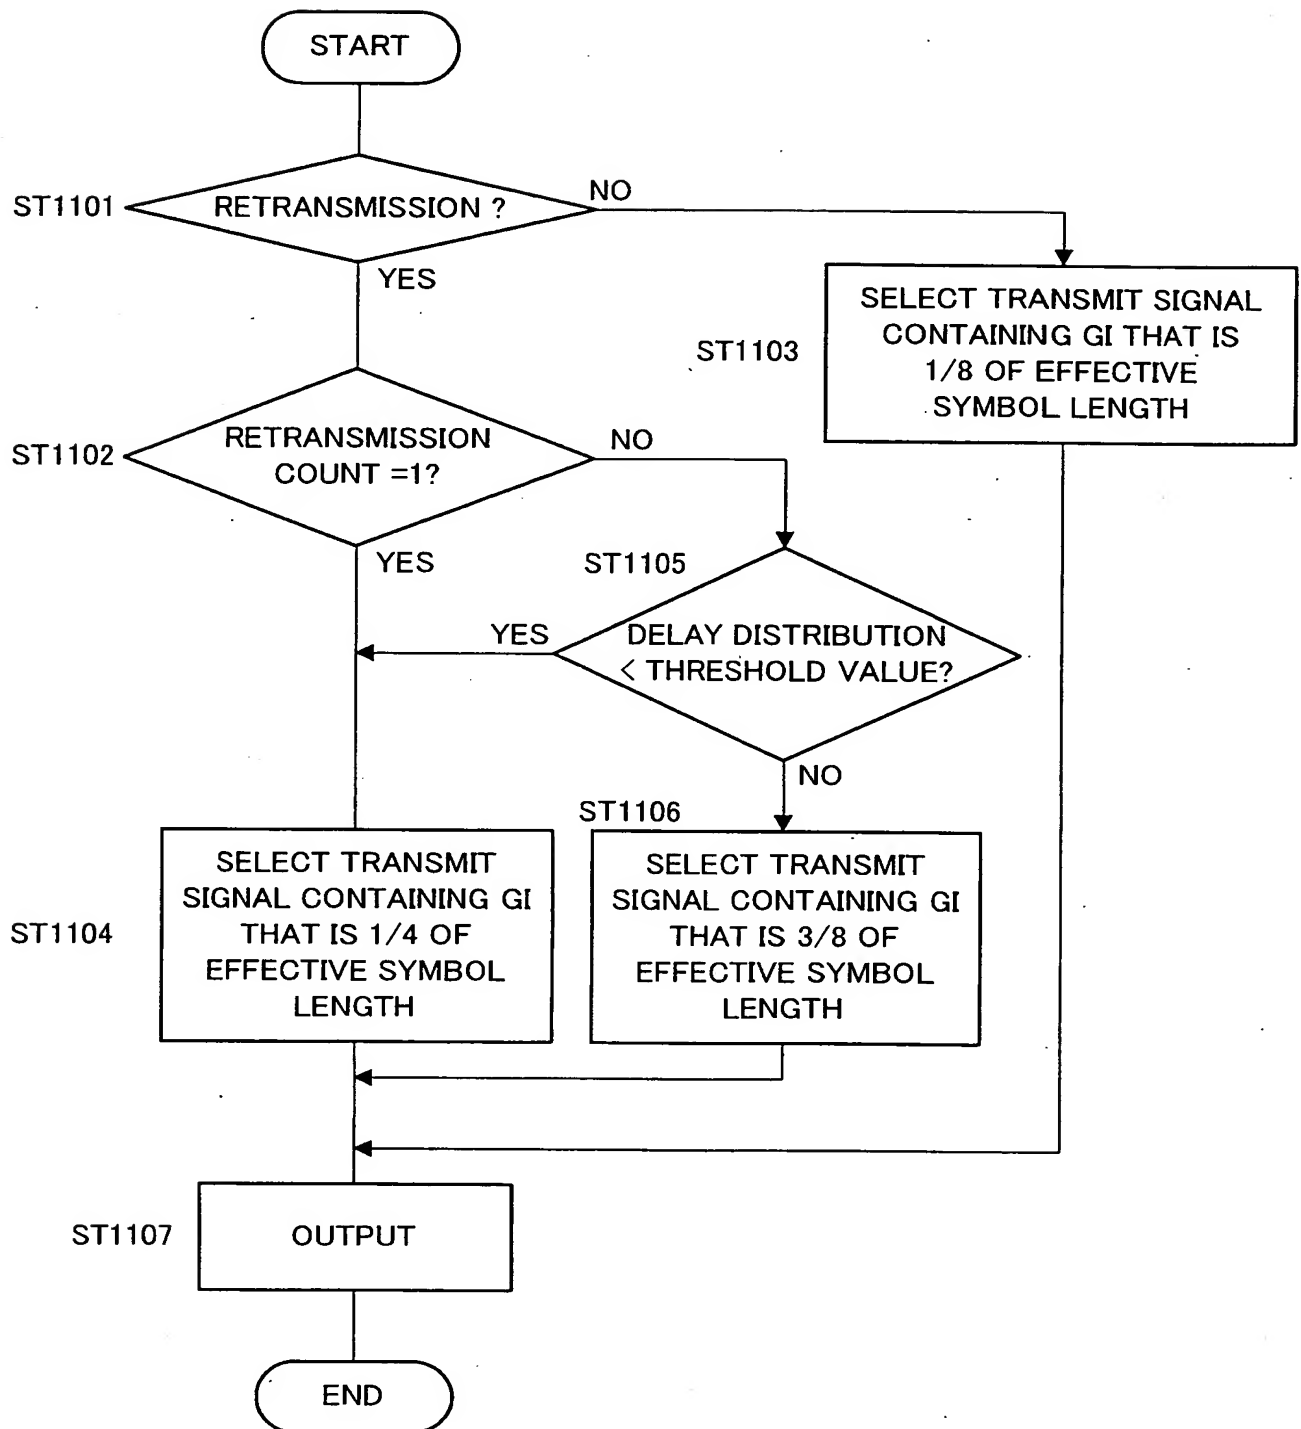 START
ST1101
RETRANSMISSION ?
NO
YES
ST1103
SELECT TRANSMIT SIGNAL
CONTAINING GI THAT IS
1/8 OF EFFECTIVE
SYMBOL LENGTH
ST1102
RETRANSMISSION
COUNT =1?
NO
YES
ST1105
DELAY DISTRIBUTION
< THRESHOLD VALUE?
YES
NO
ST1104
SELECT TRANSMIT
SIGNAL CONTAINING GI
THAT IS 1/4 OF
EFFECTIVE SYMBOL
LENGTH
ST1106
SELECT TRANSMIT
SIGNAL CONTAINING GI
THAT IS 3/8 OF
EFFECTIVE SYMBOL
LENGTH
ST1107
OUTPUT
END